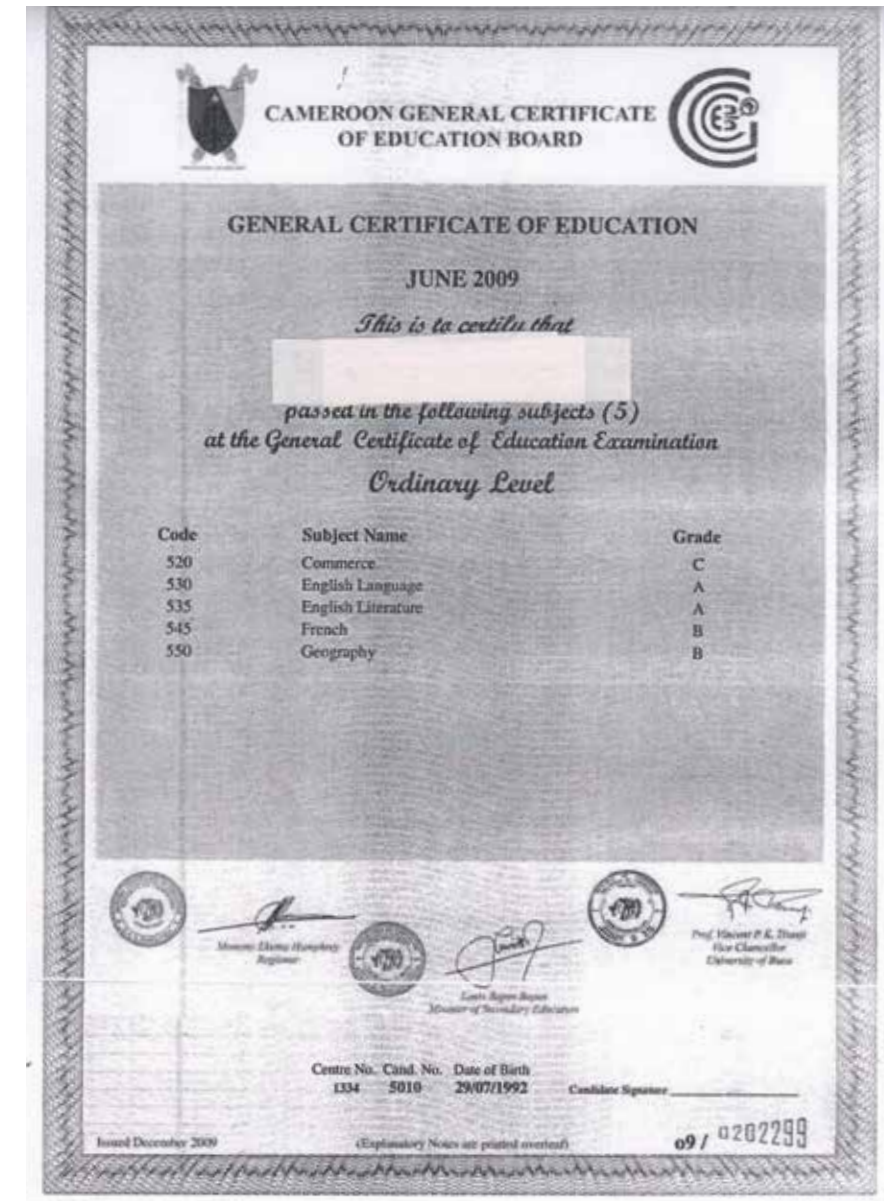 CAMEROON GENERAL CERTIFICATE
OF EDUCATION BOARD
GENERAL CERTIFICATE OF EDUCATION
JUNE 2009
This is to certify that
passed in the following subjects (5)
at the General Certificate of Education Examination
Ordinary Level
Code Subject Name Grade
520 Commerce C
530 English Language A
535 English Literature A
545 French B
550 Geography B
Humphrey
Registrar
Prof. Vincent P. K. Titanji
Vice Chancellor
University of Buea
Louis Bapes Bapes
Minister of Secondary Education
Centre No. Cand. No. Date of Birth
1334 5010 29/07/1992
Candidate Signature
Issued December 2009
(Explanatory Notes are printed overleaf)
09 / 0202299